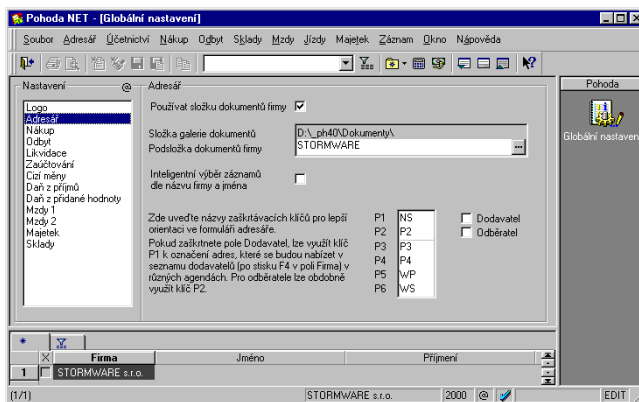 Pohoda NET - [Globální nastavení]
Soubor Adresář Účetnictví Nákup Odbyt Sklady Mzdy Jízdy Majetek Záznam Okno Nápověda
Nastavení @
Logo
Adresář
Nákup
Odbyt
Likvidace
Zaúčtování
Cizí měny
Daň z příjmů
Daň z přidané hodnoty
Mzdy 1
Mzdy 2
Majetek
Sklady
Adresář
Používat složku dokumentů firmy
Složka galerie dokumentů D:\_ph40\Dokumenty\
Podsložka dokumentů firmy STORMWARE ...
Inteligentní výběr záznamů
dle názvu firmy a jména
Zde uveďte názvy zaškrtávacích klíčů pro lepší
orientaci ve formuláři adresáře.
Pokud zaškrtnete pole Dodavatel, lze využít klíč
P1 k označení adres, které se budou nabízet v
seznamu dodavatelů (po stisku F4 v poli Firma) v
různých agendách. Pro odběratele lze obdobně
využít klíč P2.
P1 NS Dodavatel
P2 P2 Odběratel
P3 P3
P4 P4
P5 WP
P6 WS
Pohoda
Globální nastaven
* 
X Firma Jméno Příjmení
1 STORMWARE s.r.o.
(1/1) STORMWARE s.r.o. 2000 @ EDIT